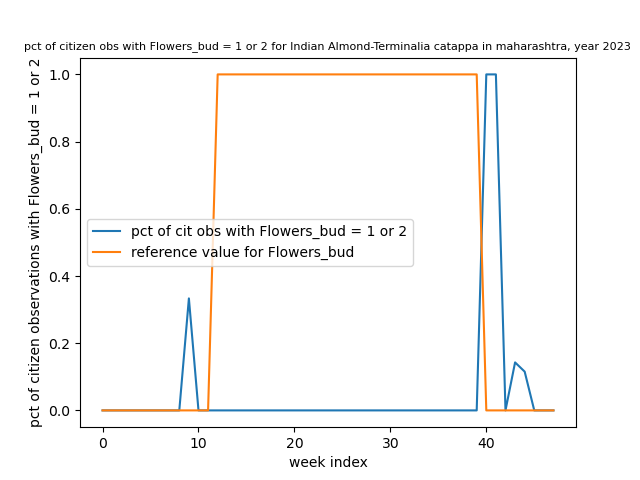 pct of citizen obs with Flowers_bud = 1 or 2 for Indian Almond-Terminalia catappa in maharashtra, year 2023
pct of citizen observations with Flowers_bud = 1 or 2
1.0
0.8
0.6
0.4
0.2
0.0
pct of cit obs with Flowers_bud = 1 or 2
reference value for Flowers_bud
0
10
20
30
40
week index